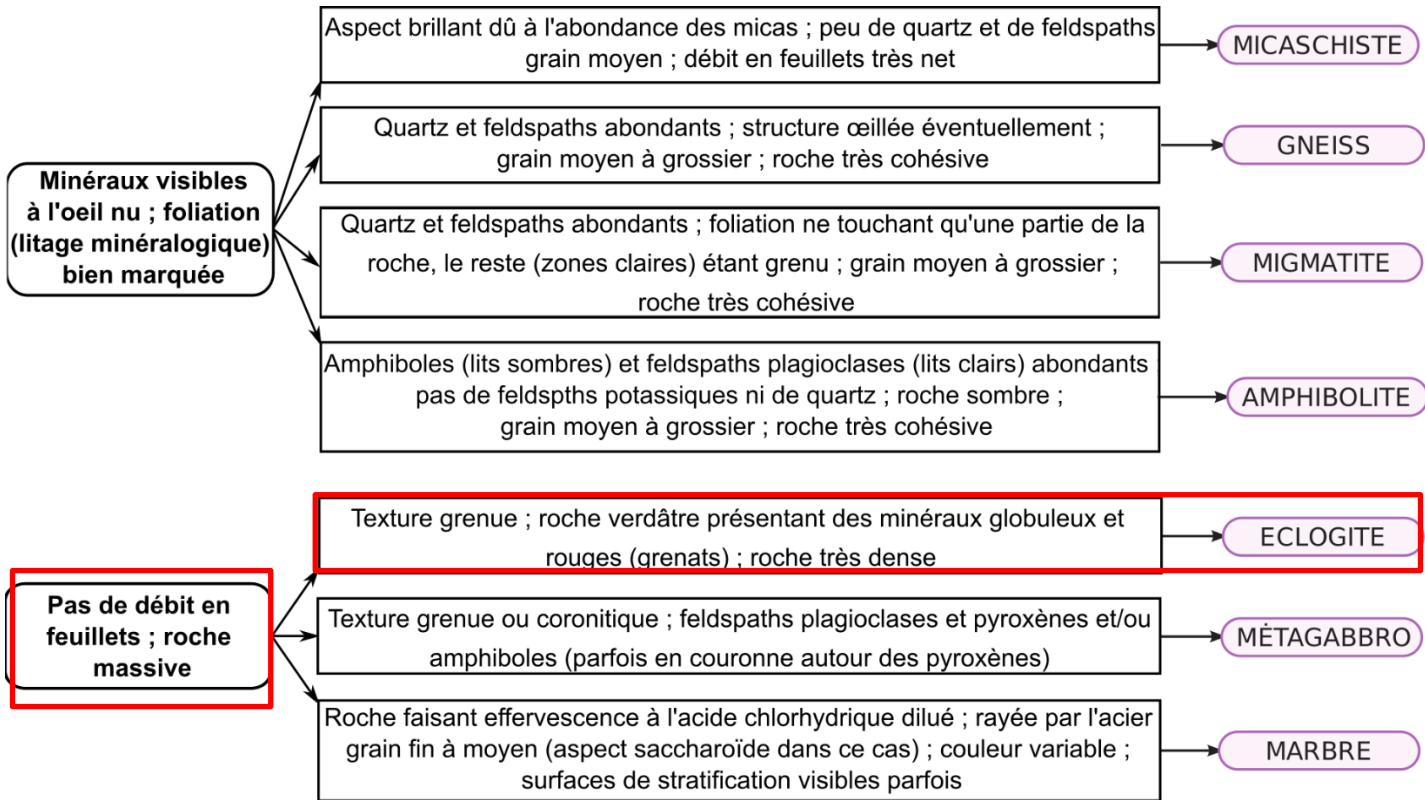 Aspect brillant dû à l'abondance des micas ; peu de quartz et de feldspaths
grain moyen ; débit en feuillets très net
MICASCHISTE
Quartz et feldspaths abondants ; structure œillée éventuellement ;
grain moyen à grossier ; roche très cohésive
GNEISS
Minéraux visibles
à l'oeil nu ; foliation
(litage minéralogique)
bien marquée
Quartz et feldspaths abondants ; foliation ne touchant qu'une partie de la
roche, le reste (zones claires) étant grenu ; grain moyen à grossier ;
roche très cohésive
MIGMATITE
Amphiboles (lits sombres) et feldspaths plagioclases (lits clairs) abondants ;
pas de feldspths potassiques ni de quartz ; roche sombre ;
grain moyen à grossier ; roche très cohésive
AMPHIBOLITE
Texture grenue ; roche verdâtre présentant des minéraux globuleux et
rouges (grenats) ; roche très dense
ECLOGITE
Pas de débit en
feuillets ; roche
massive
Texture grenue ou coronitique ; feldspaths plagioclases et pyroxènes et/ou
amphiboles (parfois en couronne autour des pyroxènes)
MÉTAGABBRO
Roche faisant effervescence à l'acide chlorhydrique dilué ; rayée par l'acier
grain fin à moyen (aspect saccharoïde dans ce cas) ; couleur variable ;
surfaces de stratification visibles parfois
MARBRE